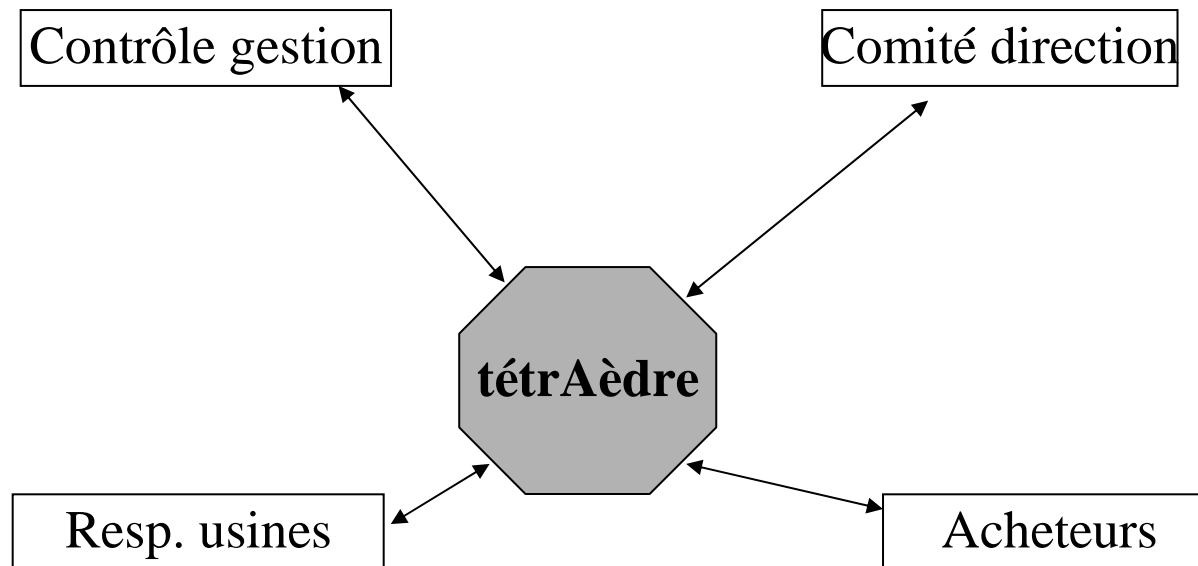 Contrôle gestion
Comité direction
tétrAèdre
Resp. usines
Acheteurs